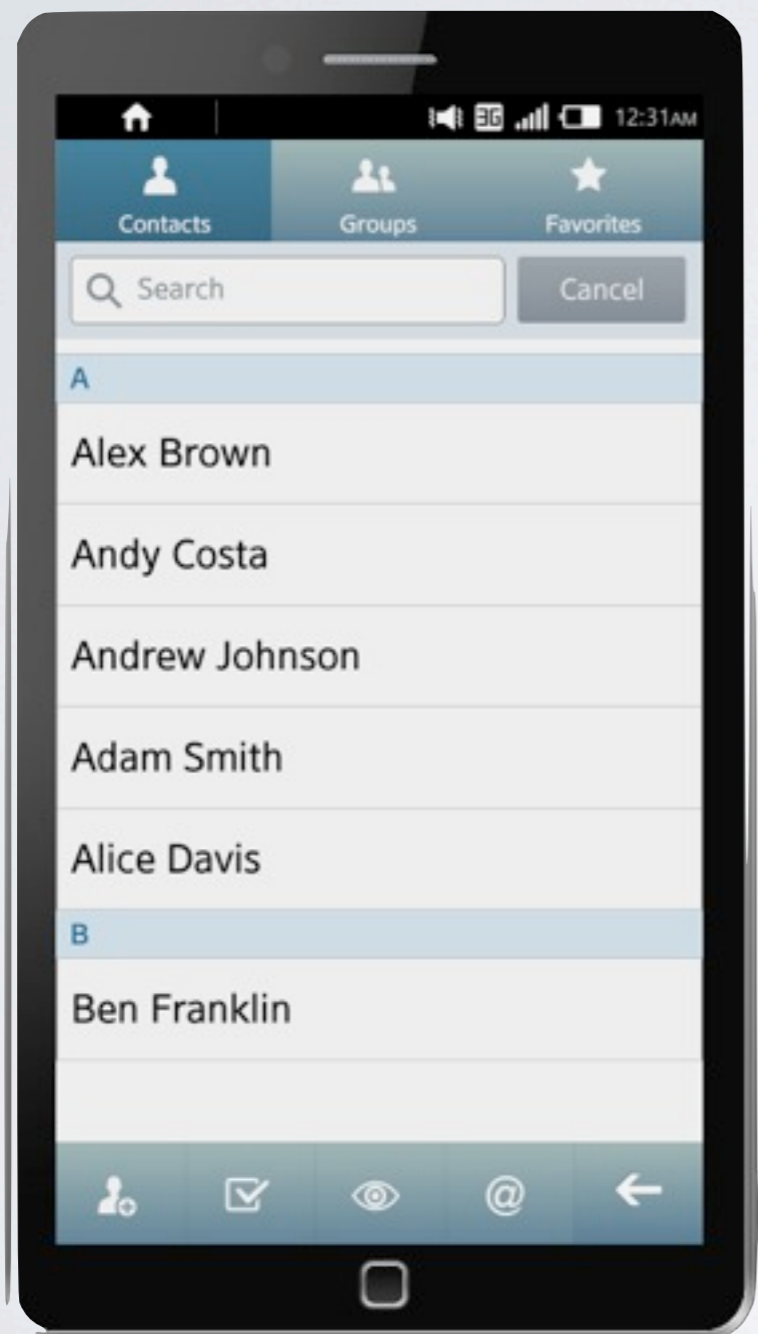 3G 12:31AM
Contacts Groups Favorites
Search Cancel
A
Alex Brown
Andy Costa
Andrew Johnson
Adam Smith
Alice Davis
B
Ben Franklin
@